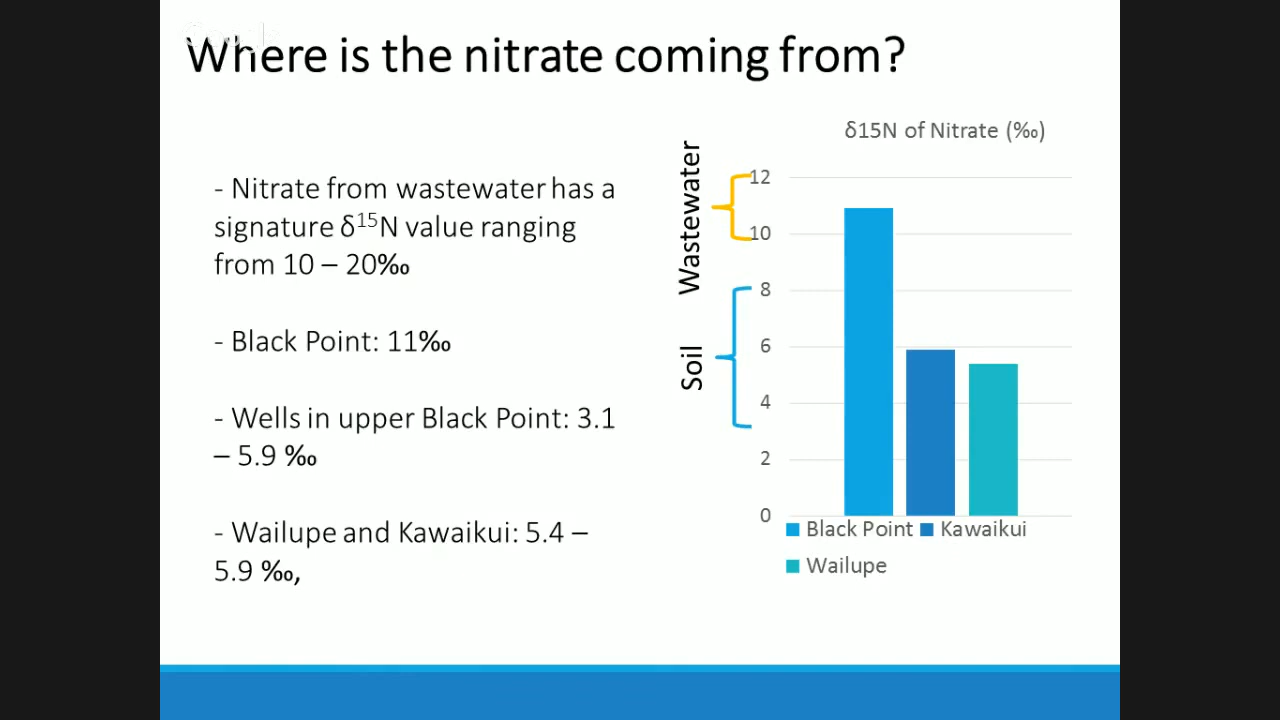 Where is the nitrate coming from?
- Nitrate from wastewater has a
signature δ¹⁵N value ranging
from 10 – 20‰
- Black Point: 11‰
- Wells in upper Black Point: 3.1
– 5.9 ‰
- Wailupe and Kawaikui: 5.4 –
5.9 ‰,
δ15N of Nitrate (‰)
Wastewater
Soil
12
10
8
6
4
2
0
Black Point Kawaikui
Wailupe